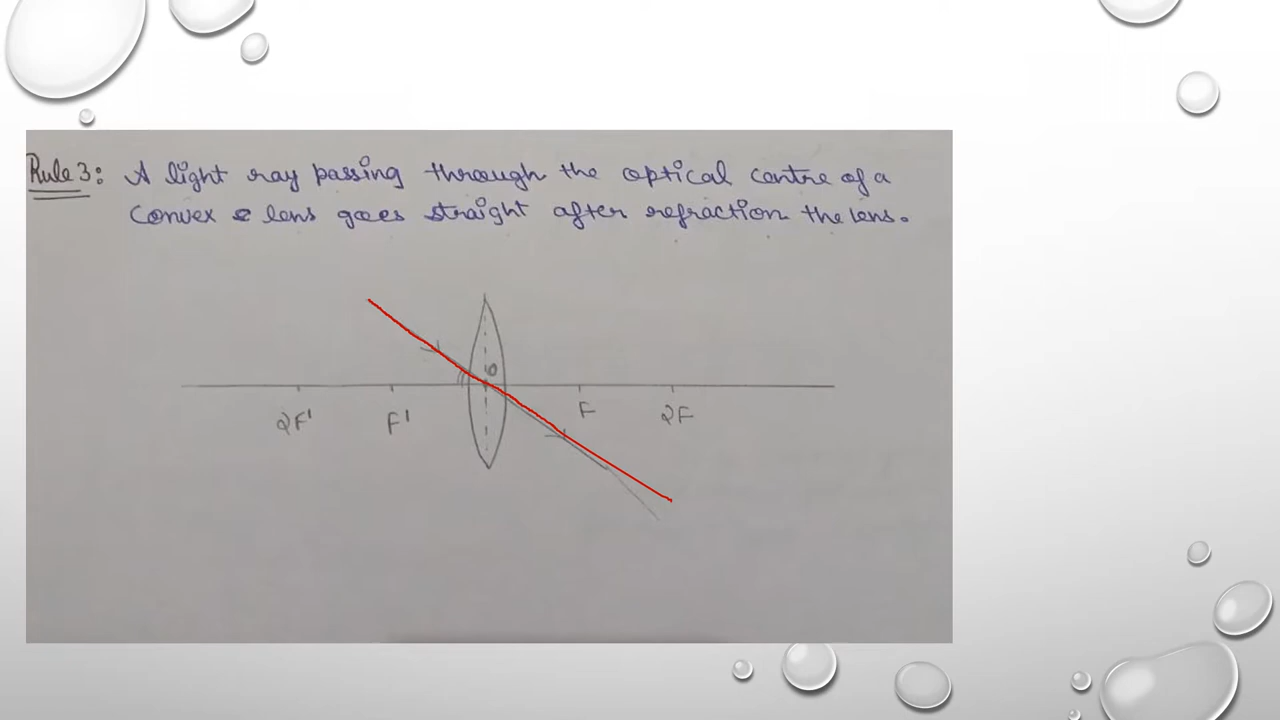 Rule 3: A light ray passing through the optical centre of a
convex lens goes straight after refraction the lens.
O
2F' F' F 2F